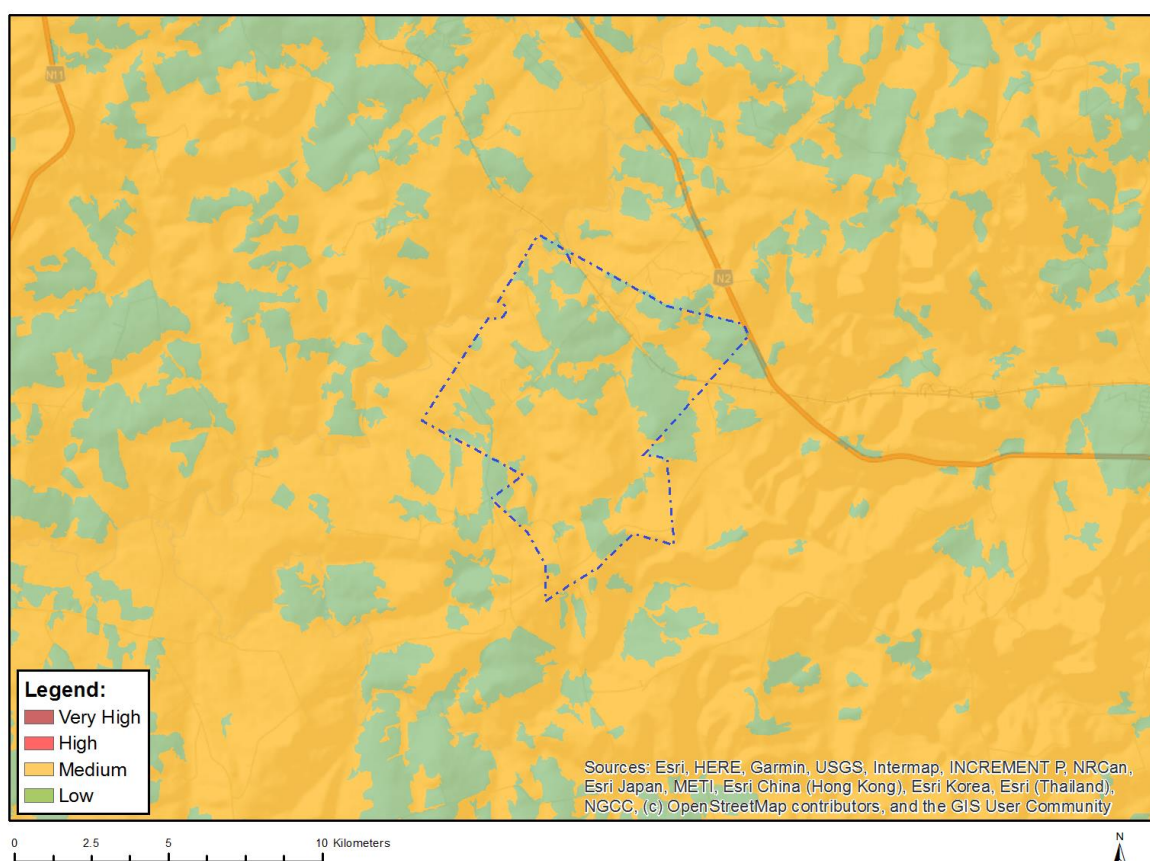 N11
N2
Legend:
Very High
High
Medium
Low
Sources: Esri, HERE, Garmin, USGS, Intermap, INCREMENT P, NRCan,
Esri Japan, METI, Esri China (Hong Kong), Esri Korea, Esri (Thailand),
NGCC, (c) OpenStreetMap contributors, and the GIS User Community
0 2.5 5 10 Kilometers
N